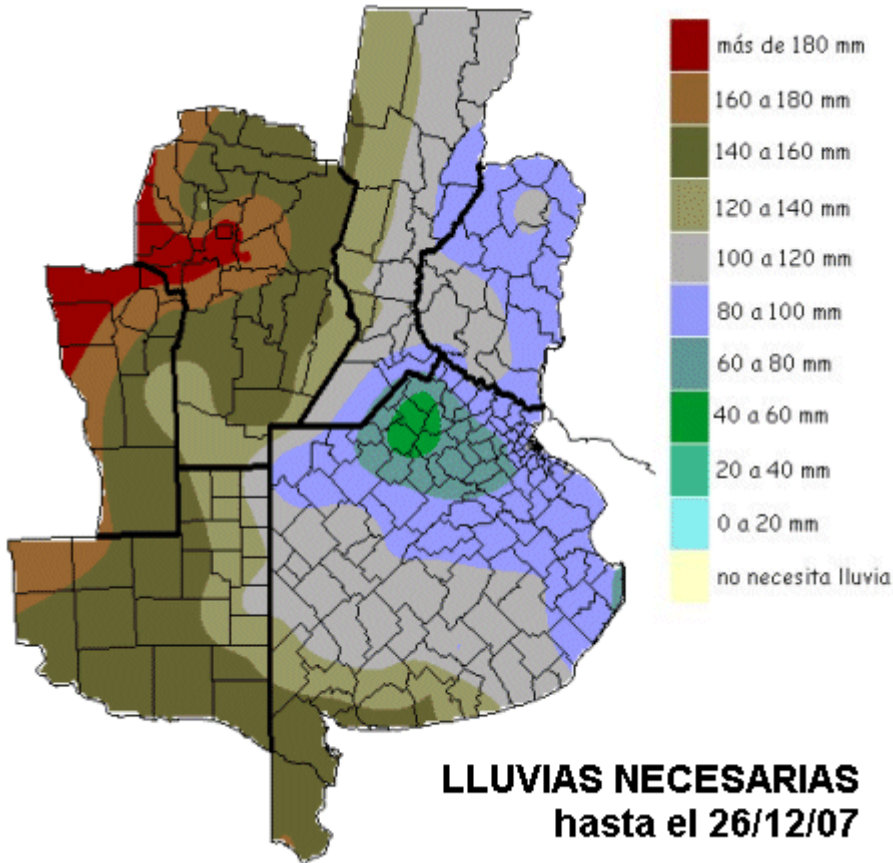 más de 180 mm
160 a 180 mm
140 a 160 mm
120 a 140 mm
100 a 120 mm
80 a 100 mm
60 a 80 mm
40 a 60 mm
20 a 40 mm
0 a 20 mm
no necesita lluvia
LLUVIAS NECESARIAS
hasta el 26/12/07